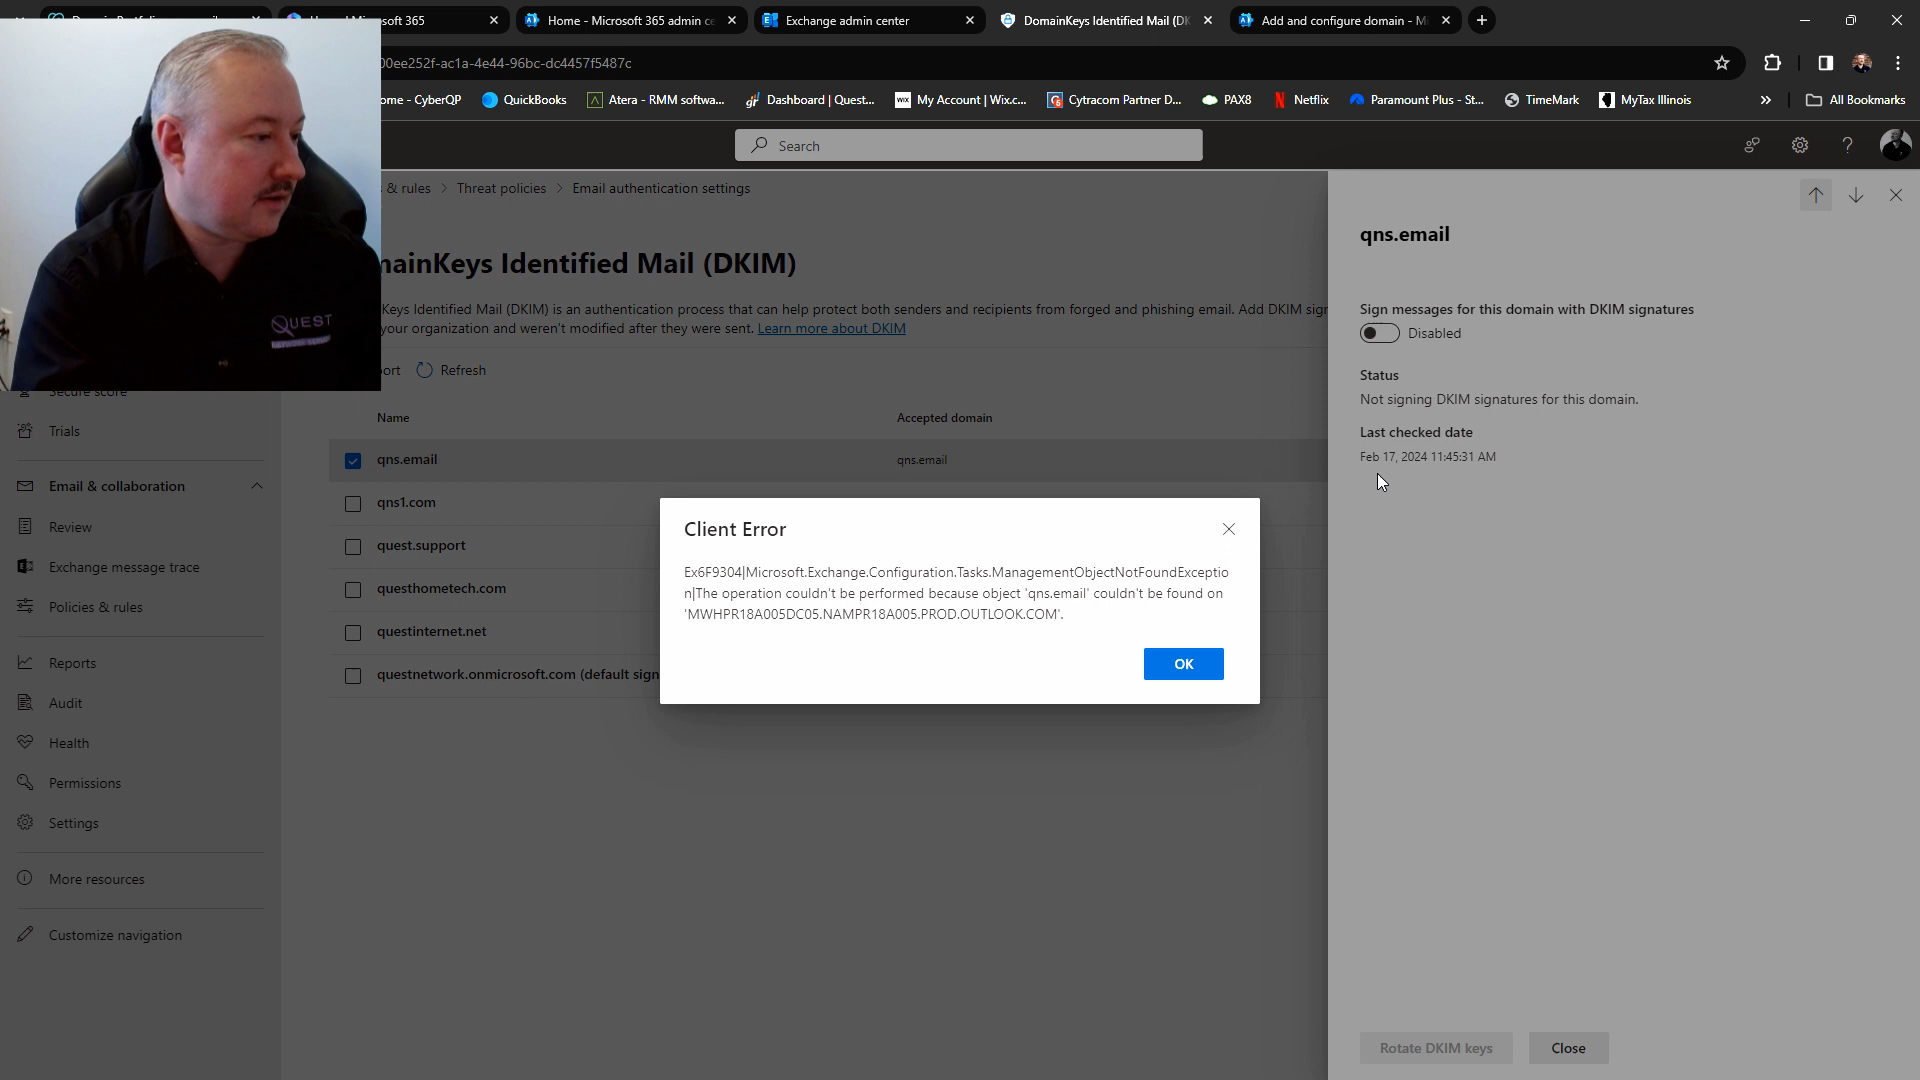 soft 365
Home - Microsoft 365 admin ce
Exchange admin center
DomainKeys Identified Mail (DK
Add and configure domain - Mi
00ee252f-ac1a-4e44-96bc-dc4457f5487c
ome - CyberQP
QuickBooks
Atera - RMM softwa...
Dashboard | Quest...
WIX My Account | Wix.c...
Cytracom Partner D...
PAX8
Netflix
Paramount Plus - St...
TimeMark
MyTax Illinois
All Bookmarks
Search
& rules > Threat policies > Email authentication settings
mainKeys Identified Mail (DKIM)
Keys Identified Mail (DKIM) is an authentication process that can help protect both senders and recipients from forged and phishing email. Add DKIM sign
your organization and weren't modified after they were sent. Learn more about DKIM
ort
Refresh
Name
Accepted domain
qns.email
qns.email
qns1.com
quest.support
questhometech.com
questinternet.net
questnetwork.onmicrosoft.com (default sign
QUEST
Secure score
Trials
Email & collaboration
Review
Exchange message trace
Policies & rules
Reports
Audit
Health
Permissions
Settings
More resources
Customize navigation
Client Error
Ex6F9304|Microsoft.Exchange.Configuration.Tasks.ManagementObjectNotFoundExceptio
n|The operation couldn't be performed because object 'qns.email' couldn't be found on
'MWHPR18A005DC05.NAMPR18A005.PROD.OUTLOOK.COM'.
OK
qns.email
Sign messages for this domain with DKIM signatures
Disabled
Status
Not signing DKIM signatures for this domain.
Last checked date
Feb 17, 2024 11:45:31 AM
Rotate DKIM keys
Close